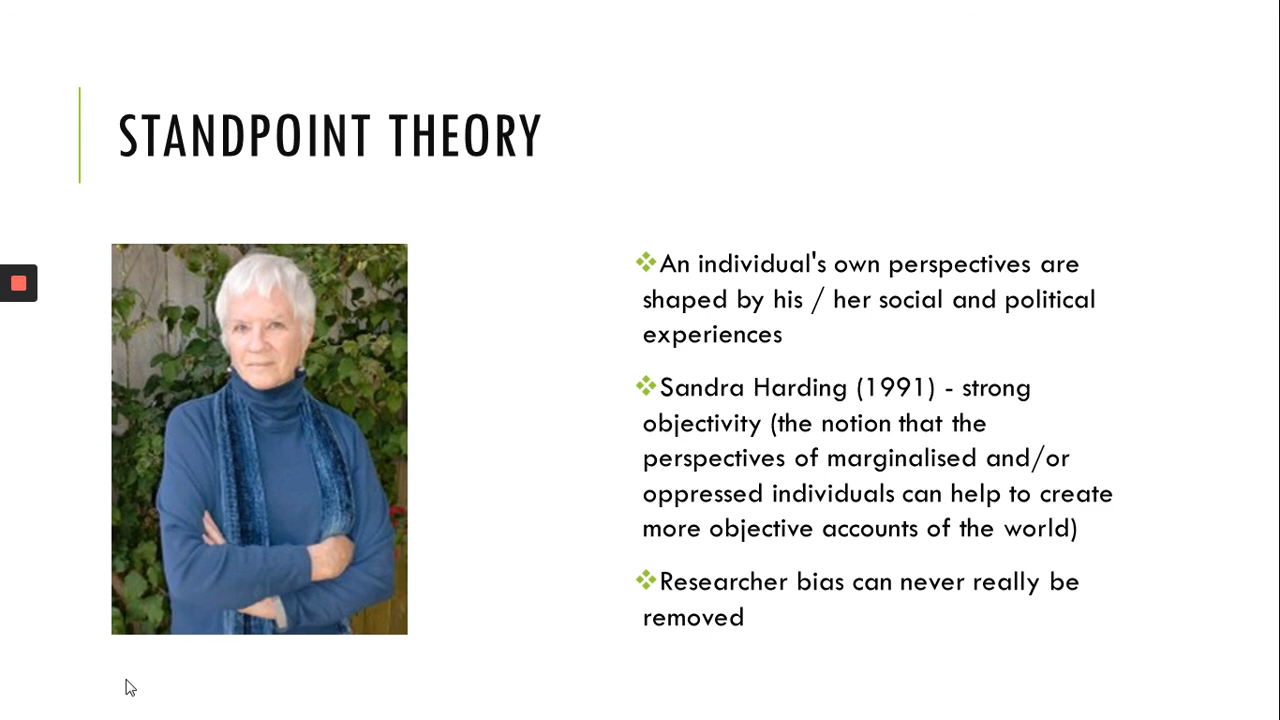 STANDPOINT THEORY
An individual's own perspectives are
shaped by his / her social and political
experiences
Sandra Harding (1991) - strong
objectivity (the notion that the
perspectives of marginalised and/or
oppressed individuals can help to create
more objective accounts of the world)
Researcher bias can never really be
removed